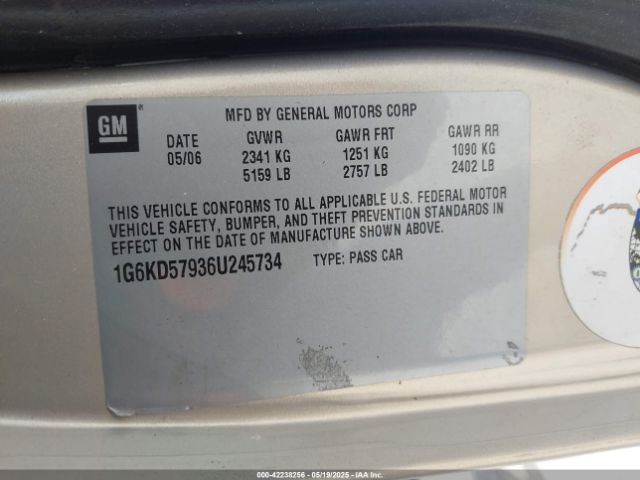 GM
MFD BY GENERAL MOTORS CORP
DATE GVWR GAWR FRT GAWR RR
05/06 2341 KG 1251 KG 1090 KG
5159 LB 2757 LB 2402 LB
THIS VEHICLE CONFORMS TO ALL APPLICABLE U.S. FEDERAL MOTOR
VEHICLE SAFETY, BUMPER, AND THEFT PREVENTION STANDARDS IN
EFFECT ON THE DATE OF MANUFACTURE SHOWN ABOVE.
1G6KD57936U245734 TYPE: PASS CAR
000-42238256 - 05/19/2025 - IAA Inc.